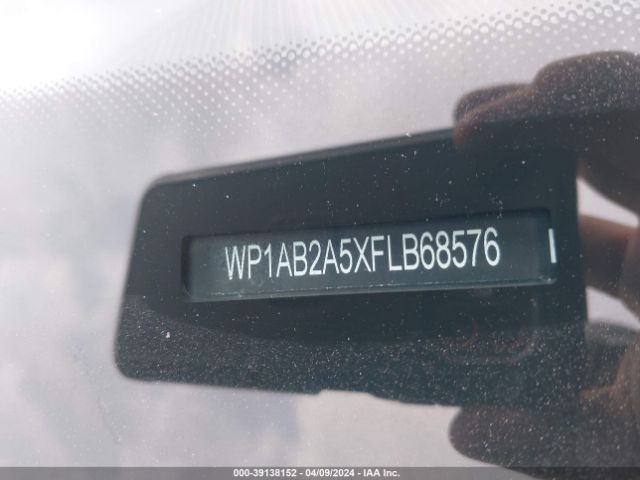 WP1AB2A5XFLB68576
000-39138152 - 04/09/2024 - IAA Inc.